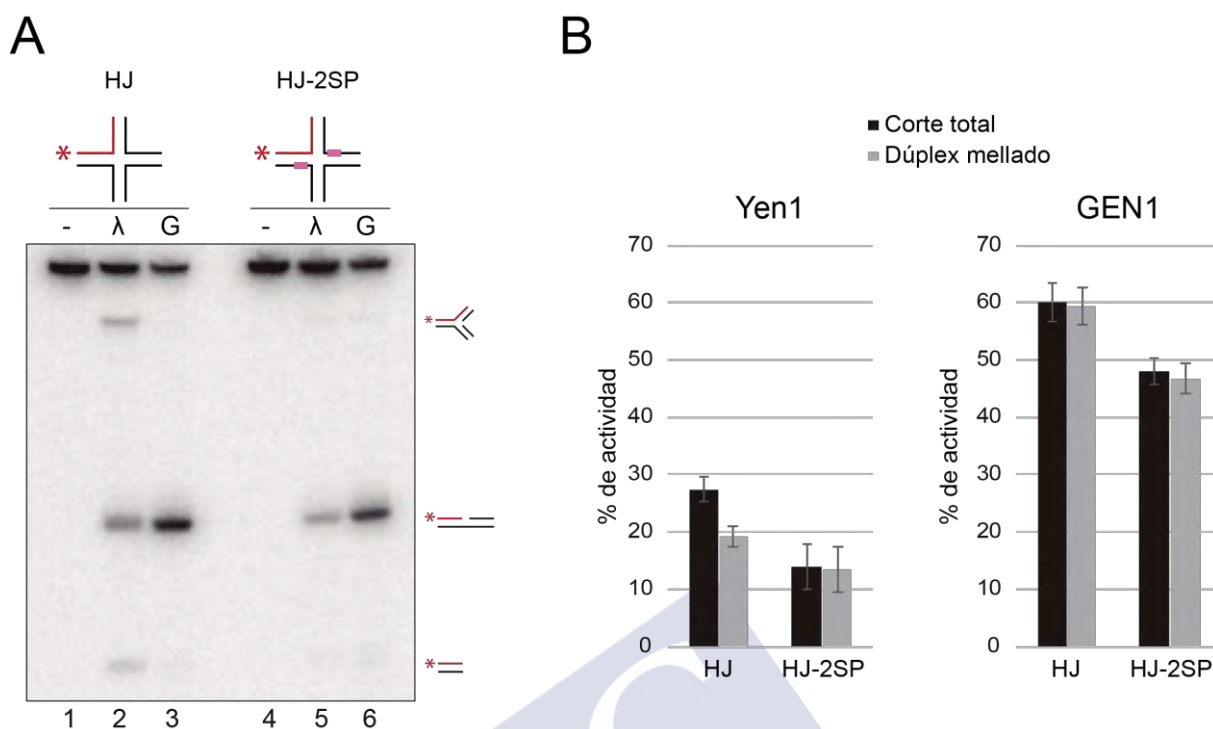 A
HJ
HJ-2SP
*
*
- λ G - λ G
*
*
*
1 2 3 4 5 6
B
Corte total
Dúplex mellado
Yen1
% de actividad
70
60
50
40
30
20
10
0
HJ HJ-2SP
GEN1
% de actividad
70
60
50
40
30
20
10
0
HJ HJ-2SP